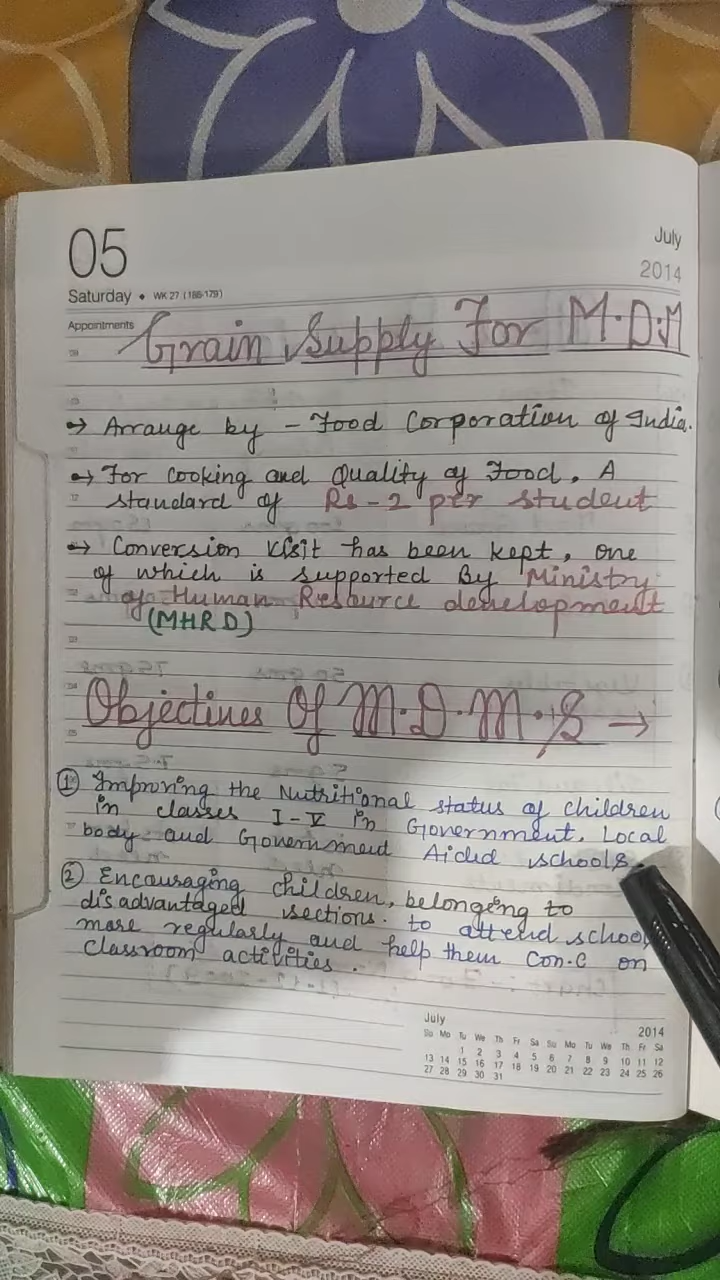 05
July
2014
Saturday • WK 27 (186-179)
Appointments
Grain Supply For M.D.M
→ Arrange by - Food Corporation of India.
→ For cooking and Quality of Food, A
standard of Rs-2 per student
→ Conversion has been kept, one
of which is supported By Ministry
of Human Resource development
(MHRD)
Objectives Of M.D.M.S →
① Improving the Nutritional status of children
in classes I-V in Government, Local
body and Government Aided schools.
② Encouraging children, belonging to
disadvantaged sections. to attend school
more regularly and help them Con.C on
Classroom activities.
July 2014
Su Mo Tu We Th Fr Sa Su Mo Tu We Th Fr Sa
1 2 3 4 5 6 7 8 9 10 11 12
13 14 15 16 17 18 19 20 21 22 23 24 25 26
27 28 29 30 31